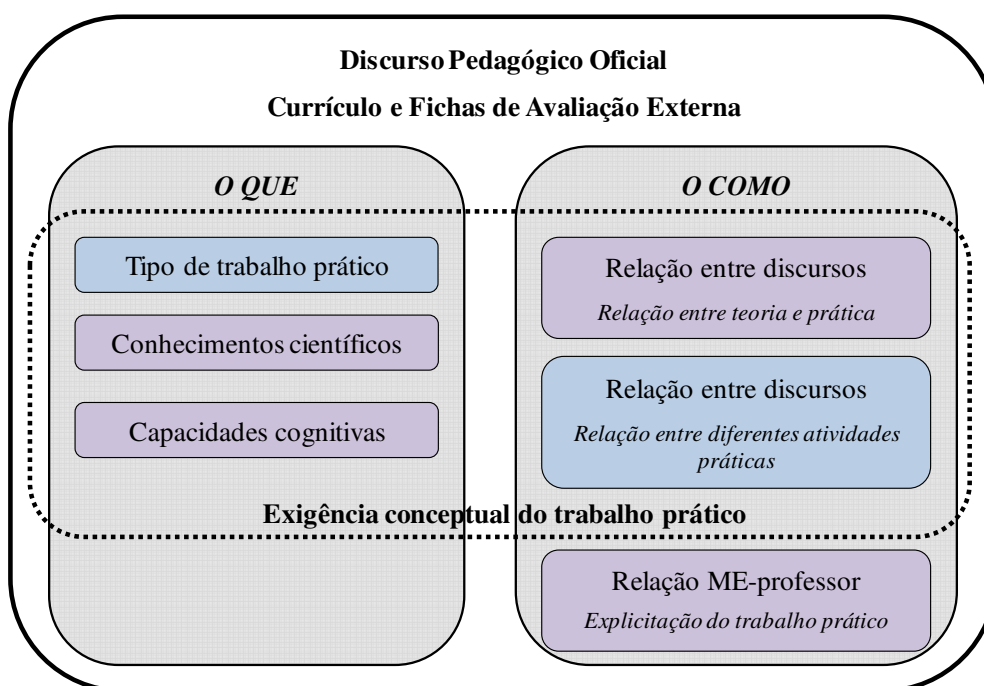 Discurso Pedagógico Oficial
Currículo e Fichas de Avaliação Externa
O QUE
Tipo de trabalho prático
Conhecimentos científicos
Capacidades cognitivas
O COMO
Relação entre discursos
Relação entre teoria e prática
Relação entre discursos
Relação entre diferentes atividades
práticas
Exigência conceptual do trabalho prático
Relação ME-professor
Explicitação do trabalho prático